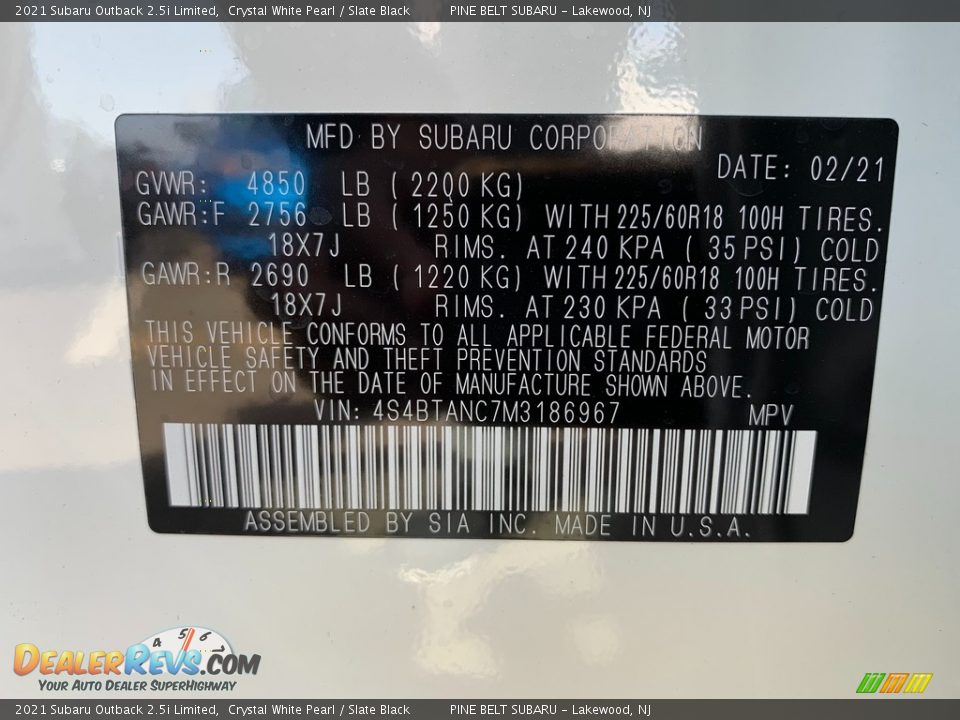 2021 Subaru Outback 2.5i Limited, Crystal White Pearl / Slate Black PINE BELT SUBARU - Lakewood, NJ
MFD BY SUBARU CORPORATION
DATE: 02/21
GVWR: 4850 LB (2200 KG)
GAWR:F 2756 LB (1250 KG) WITH 225/60R18 100H TIRES.
18X7J RIMS. AT 240 KPA (35 PSI) COLD
GAWR:R 2690 LB (1220 KG) WITH 225/60R18 100H TIRES.
18X7J RIMS. AT 230 KPA (33 PSI) COLD
THIS VEHICLE CONFORMS TO ALL APPLICABLE FEDERAL MOTOR
VEHICLE SAFETY AND THEFT PREVENTION STANDARDS
IN EFFECT ON THE DATE OF MANUFACTURE SHOWN ABOVE.
VIN: 4S4BTANC7M3186967 MPV
ASSEMBLED BY SIA INC. MADE IN U.S.A.
4 5 6
DEALERREVS.COM
YOUR AUTO DEALER SUPERHIGHWAY
2021 Subaru Outback 2.5i Limited, Crystal White Pearl / Slate Black PINE BELT SUBARU - Lakewood, NJ